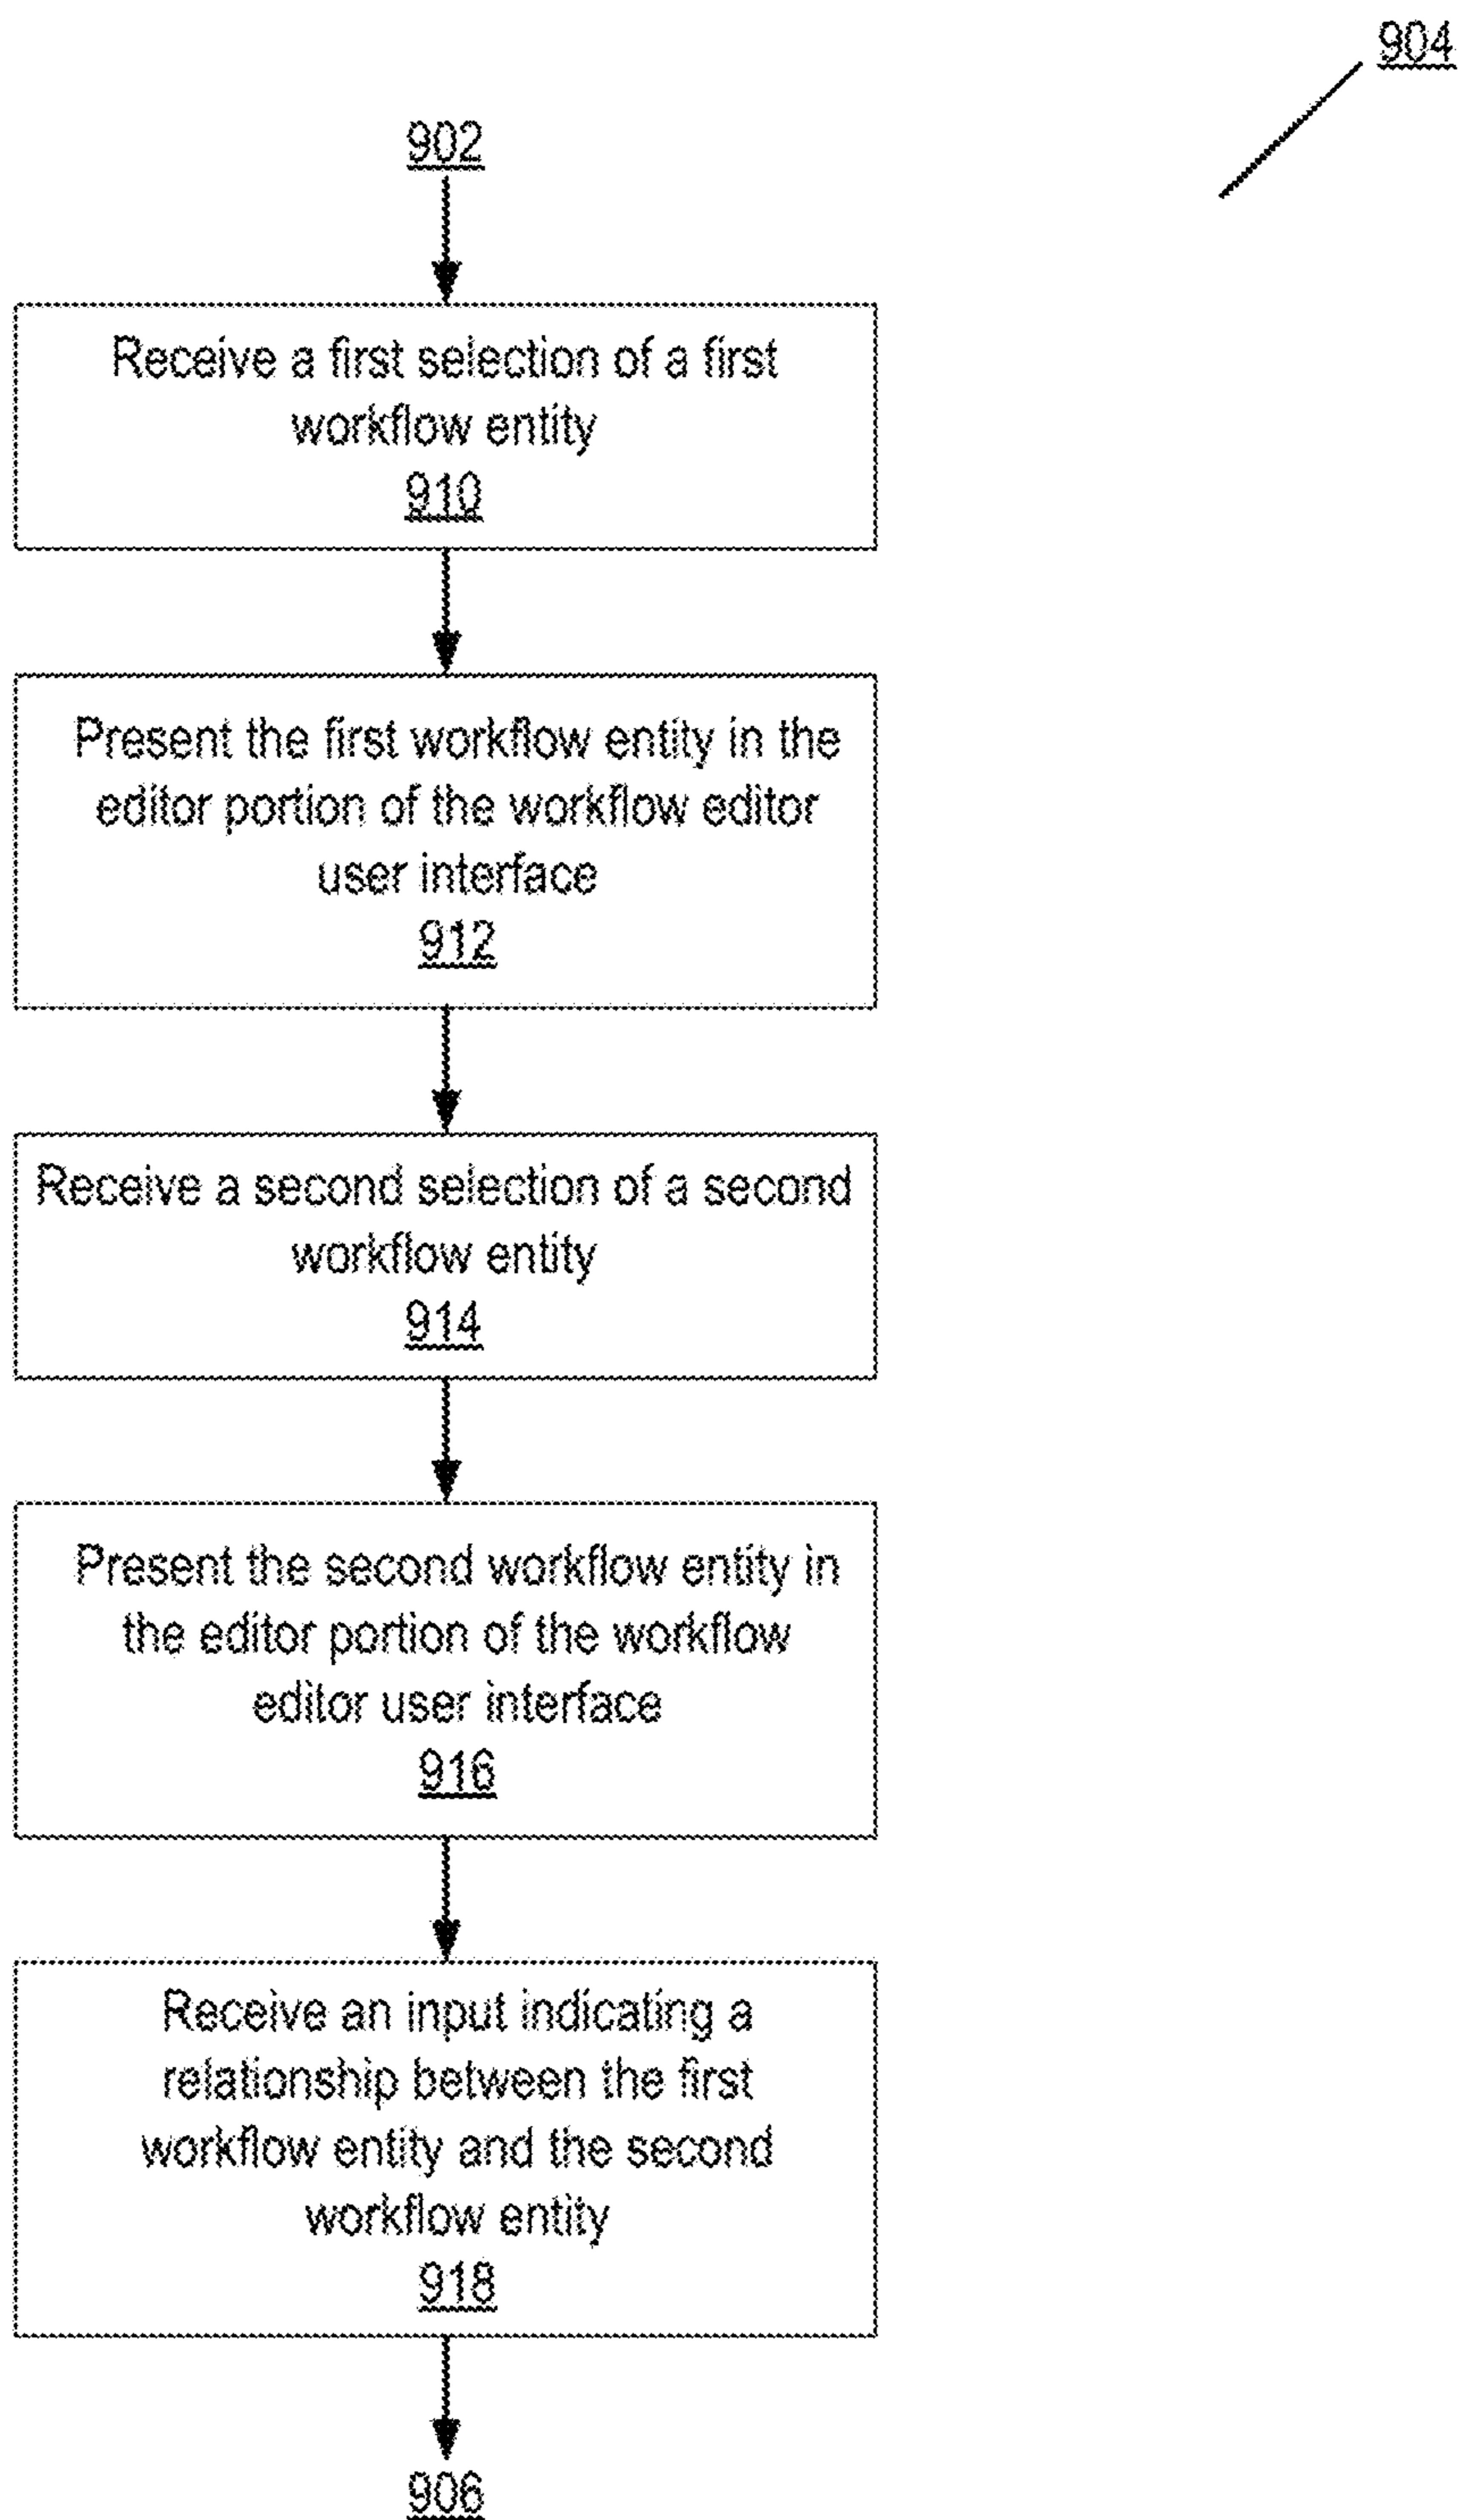 904
902
Receive a first selection of a first
workflow entity
910
Present the first workflow entity in the
editor portion of the workflow editor
user interface
912
Receive a second selection of a second
workflow entity
914
Present the second workflow entity in
the editor portion of the workflow
editor user interface
916
Receive an input indicating a
relationship between the first
workflow entity and the second
workflow entity
918
906